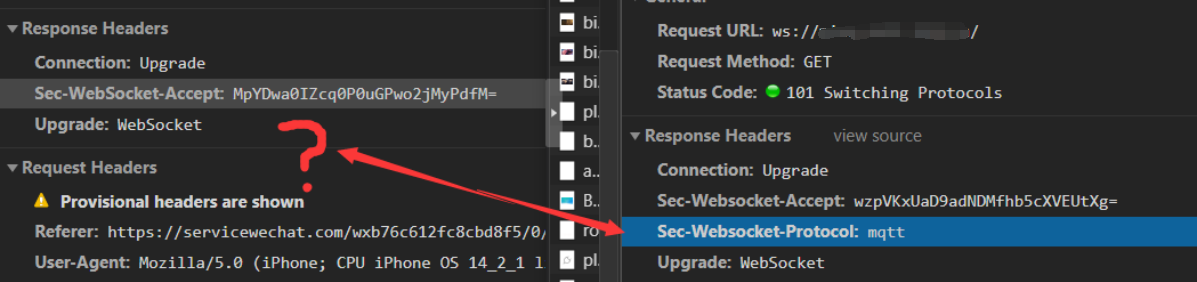 Response Headers
Connection: Upgrade
Sec-WebSocket-Accept: MpYDwa0IZcq0P0uGPwo2jMyPdfM=
Upgrade: WebSocket
?
Request Headers
Provisional headers are shown
Referer: https://servicewechat.com/wxb76c612fc8cbd8f5/0/
User-Agent: Mozilla/5.0 (iPhone; CPU iPhone OS 14_2_1 l
bi.
bi.
bi.
pl.
b..
a..
B..
ro
pl.
General
Request URL: ws:// /
Request Method: GET
Status Code: 101 Switching Protocols
Response Headers view source
Connection: Upgrade
Sec-Websocket-Accept: wzpVKxUaD9adNDMfhb5cXVEUtXg=
Sec-Websocket-Protocol: mqtt
Upgrade: WebSocket